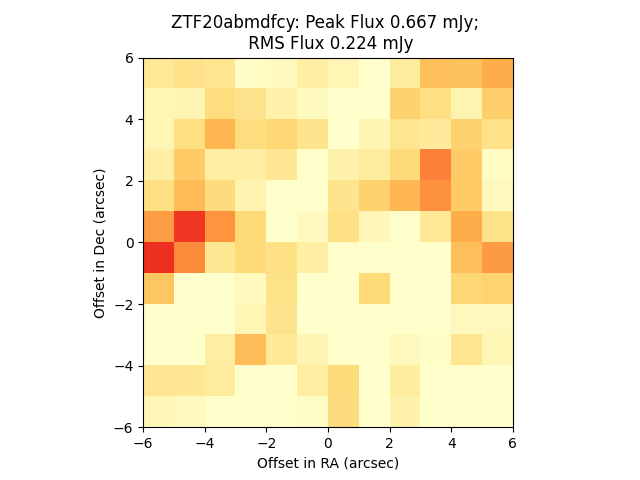 ZTF20abmdfcy: Peak Flux 0.667 mJy;
RMS Flux 0.224 mJy
6
4
2
0
−2
−4
−6
Offset in Dec (arcsec)
−6 −4 −2 0 2 4 6
Offset in RA (arcsec)